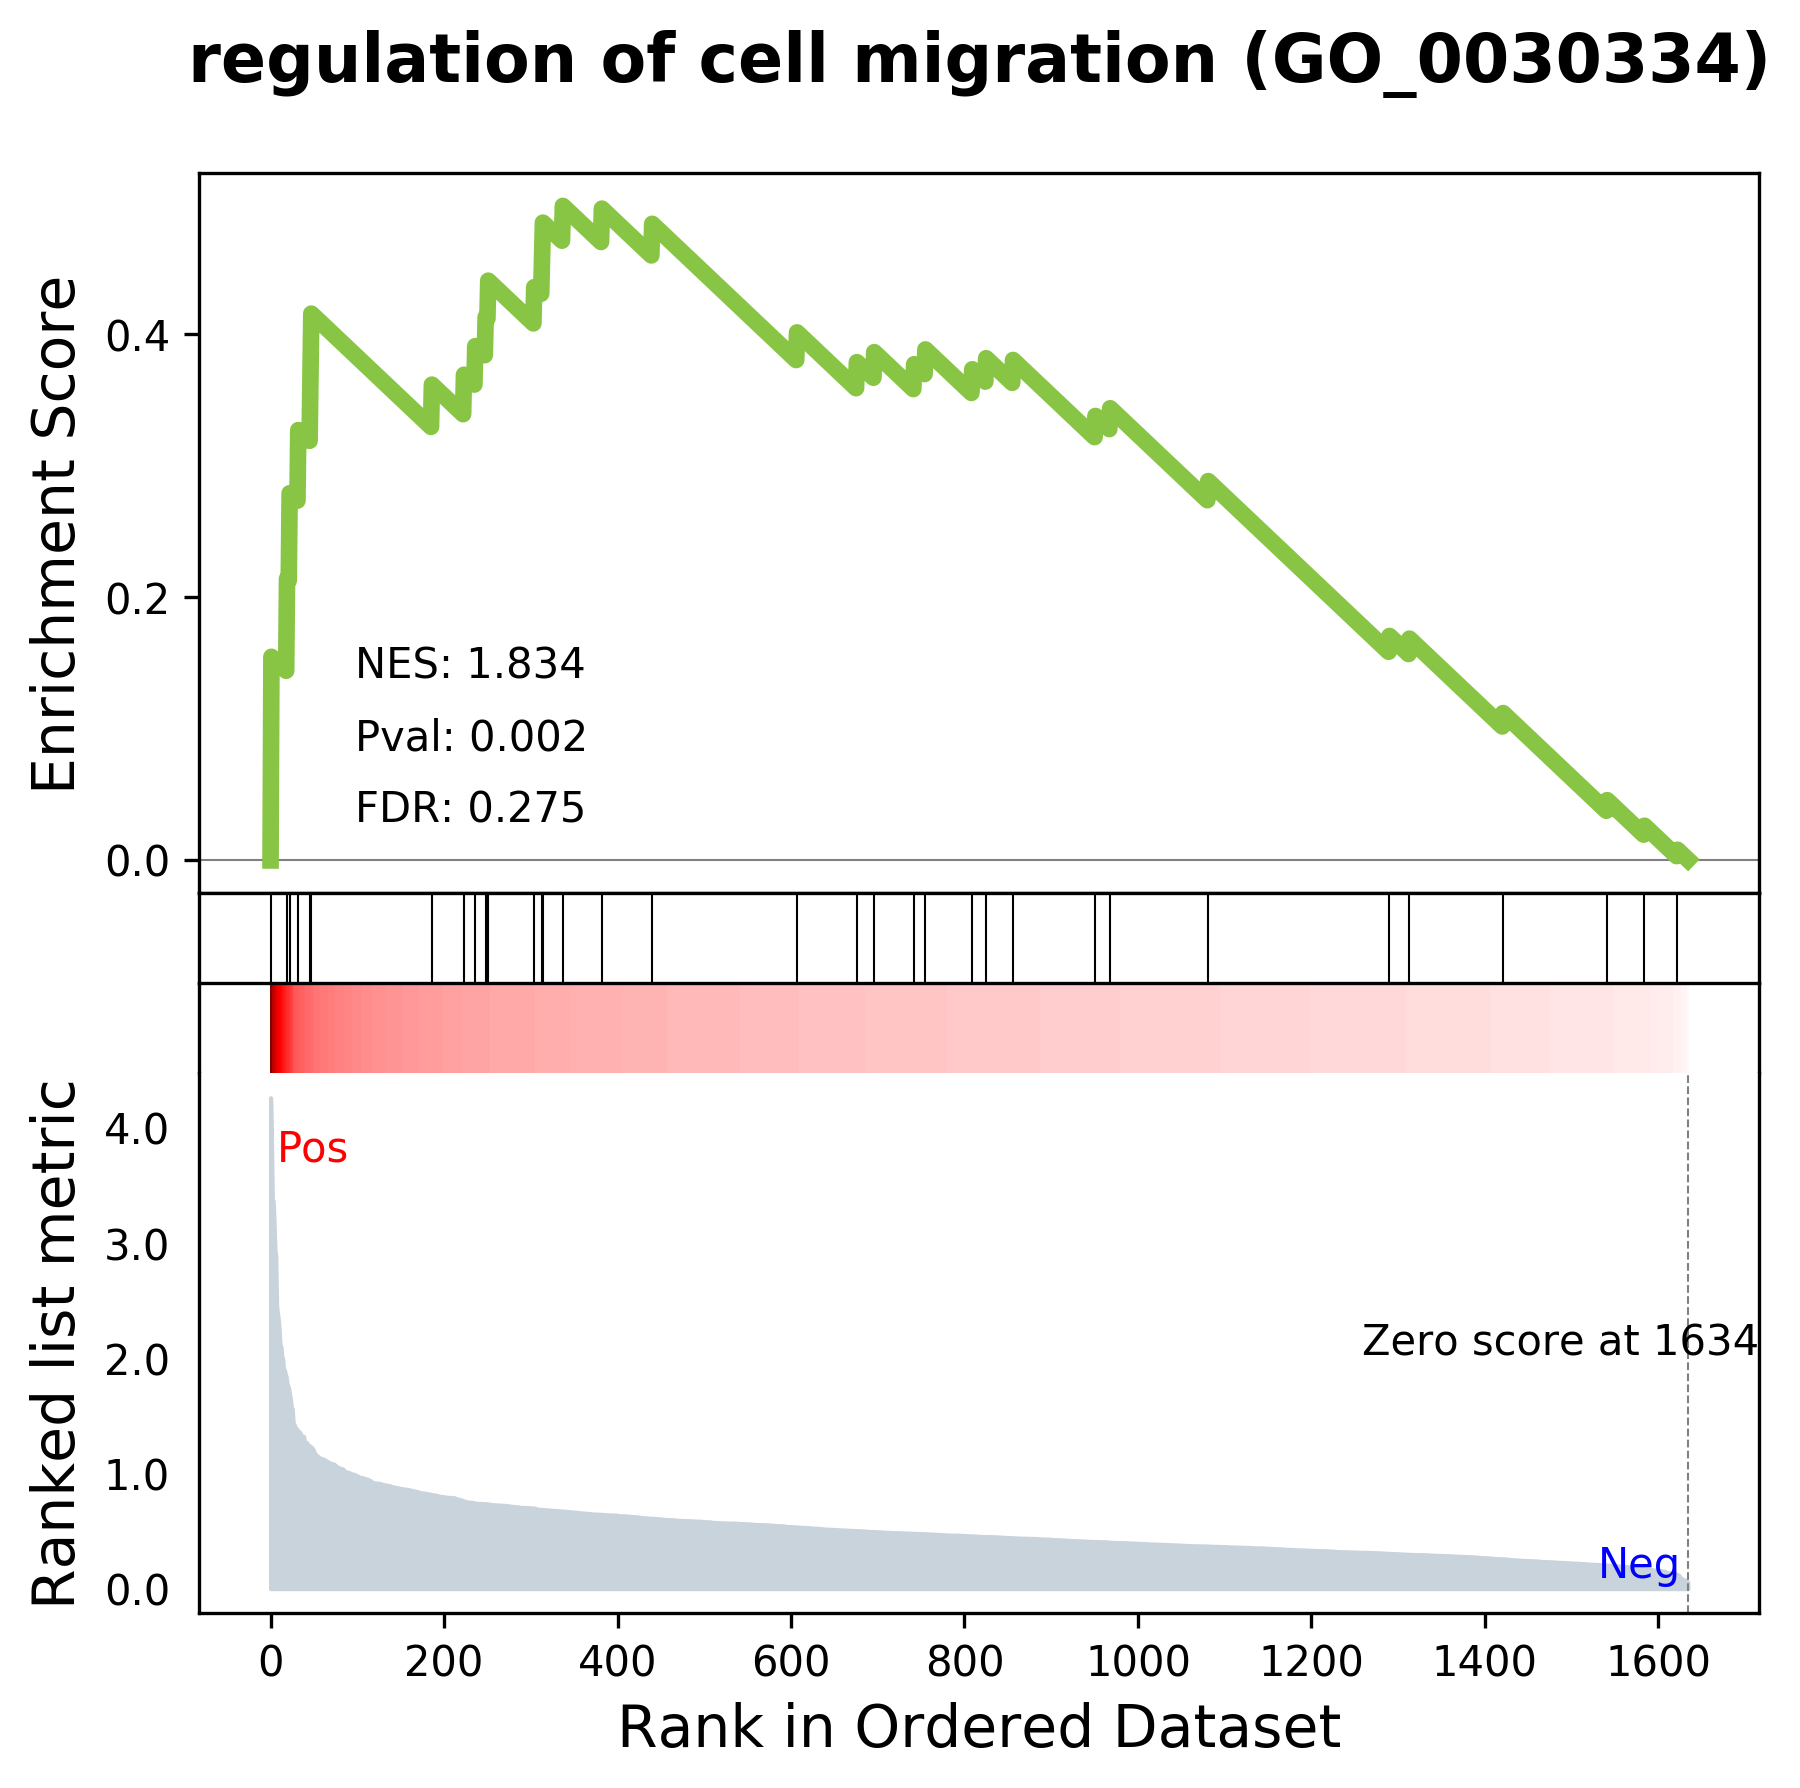 regulation of cell migration (GO_0030334)
Enrichment Score
0.4
0.2
0.0
NES: 1.834
Pval: 0.002
FDR: 0.275
Ranked list metric
4.0
3.0
2.0
1.0
0.0
Pos
Zero score at 1634
Neg
0 200 400 600 800 1000 1200 1400 1600
Rank in Ordered Dataset